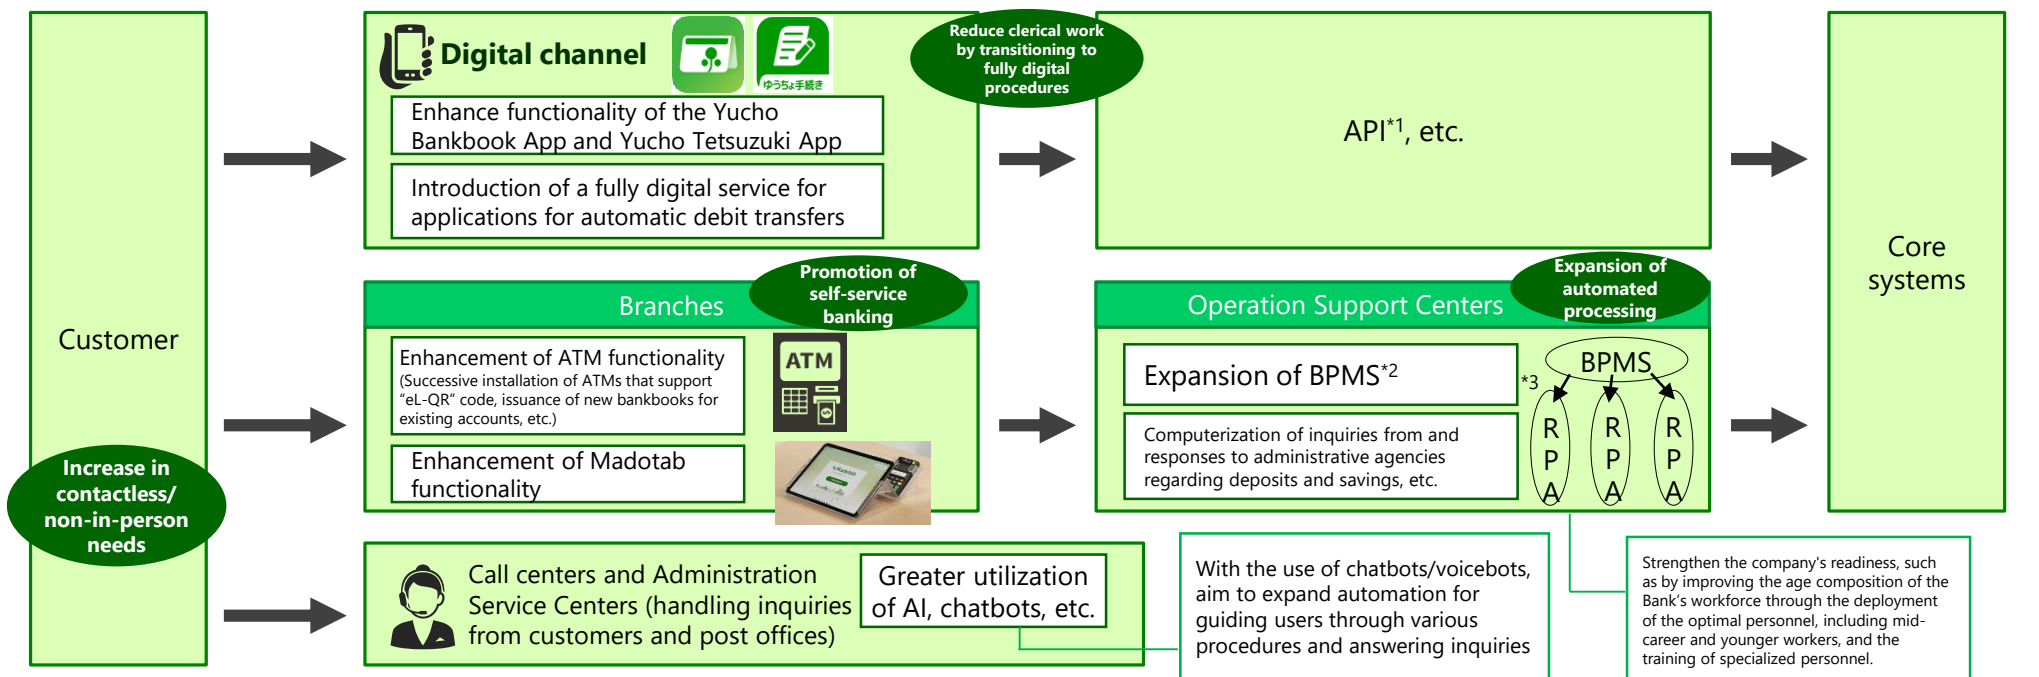 Customer
Increase in
contactless/
non-in-person
needs
Digital channel
ゆうちょ手続き
Enhance functionality of the Yucho
Bankbook App and Yucho Tetsuzuki App
Introduction of a fully digital service for
applications for automatic debit transfers
Reduce clerical work
by transitioning to
fully digital
procedures
API*1, etc.
Core
systems
Branches
Promotion of
self-service
banking
Enhancement of ATM functionality
(Successive installation of ATMs that support
"eL-QR" code, issuance of new bankbooks for
existing accounts, etc.)
ATM
Enhancement of Madotab
functionality
Madotab
Operation Support Centers
Expansion of
automated
processing
Expansion of BPMS*2
Computerization of inquiries from and
responses to administrative agencies
regarding deposits and savings, etc.
BPMS
*3
RPA
RPA
RPA
Call centers and Administration
Service Centers (handling inquiries
from customers and post offices)
Greater utilization
of AI, chatbots, etc.
With the use of chatbots/voicebots,
aim to expand automation for
guiding users through various
procedures and answering inquiries
Strengthen the company's readiness, such
as by improving the age composition of the
Bank's workforce through the deployment
of the optimal personnel, including mid-
career and younger workers, and the
training of specialized personnel.